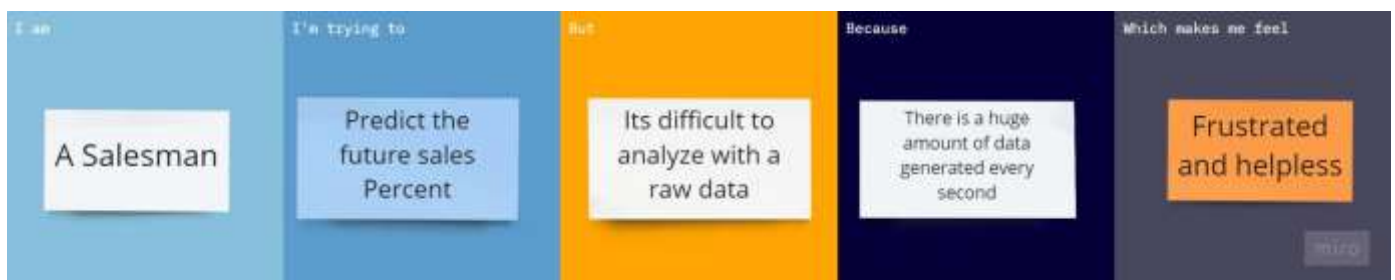 I am
A Salesman
I'm trying to
Predict the
future sales
Percent
But
Its difficult to
analyze with a
raw data
Because
There is a huge
amount of data
generated every
second
Which makes me feel
Frustrated
and helpless
miro